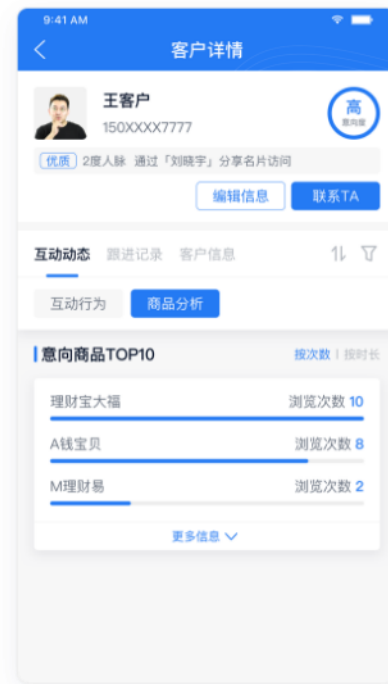 9:41 AM
客户详情
王客户
150XXXX7777
高
意向度
优质 2度人脉 通过「刘晓宇」分享名片访问
编辑信息 联系TA
互动动态 跟进记录 客户信息
互动行为 商品分析
意向商品TOP10 按次数 | 按时长
理财宝大福 浏览次数 10
A钱宝贝 浏览次数 8
M理财易 浏览次数 2
更多信息